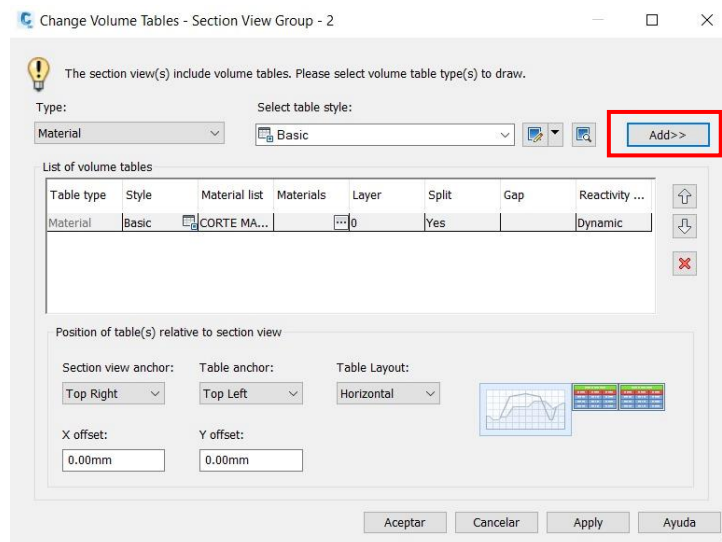 Change Volume Tables - Section View Group - 2
The section view(s) include volume tables. Please select volume table type(s) to draw.
Type: Select table style:
Material Basic Add>>
List of volume tables
Table type Style Material list Materials Layer Split Gap Reactivity ...
Material Basic CORTE MA... ... 0 Yes Dynamic
Position of table(s) relative to section view
Section view anchor: Table anchor: Table Layout:
Top Right Top Left Horizontal
X offset: Y offset:
0.00mm 0.00mm
Aceptar Cancelar Apply Ayuda